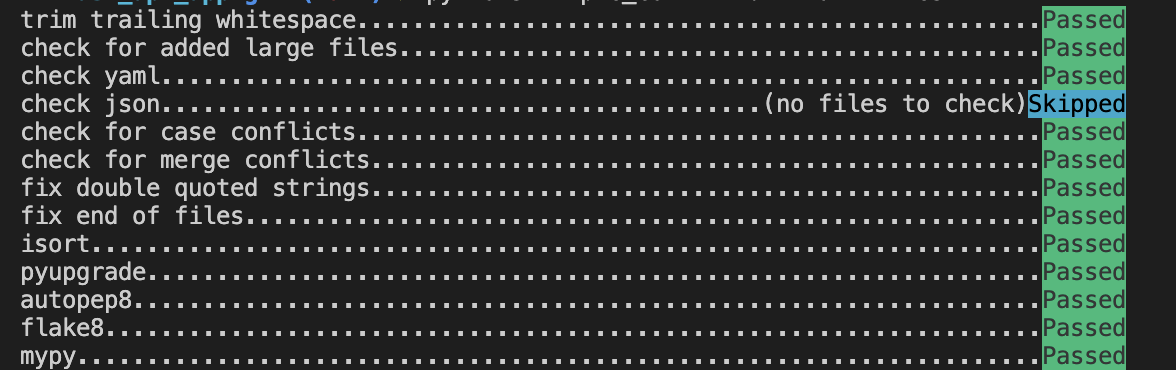 trim trailing whitespace.................................................Passed
check for added large files..............................................Passed
check yaml...............................................................Passed
check json...........................................(no files to check)Skipped
check for case conflicts.................................................Passed
check for merge conflicts................................................Passed
fix double quoted strings................................................Passed
fix end of files.........................................................Passed
isort....................................................................Passed
pyupgrade................................................................Passed
autopep8.................................................................Passed
flake8...................................................................Passed
mypy.....................................................................Passed